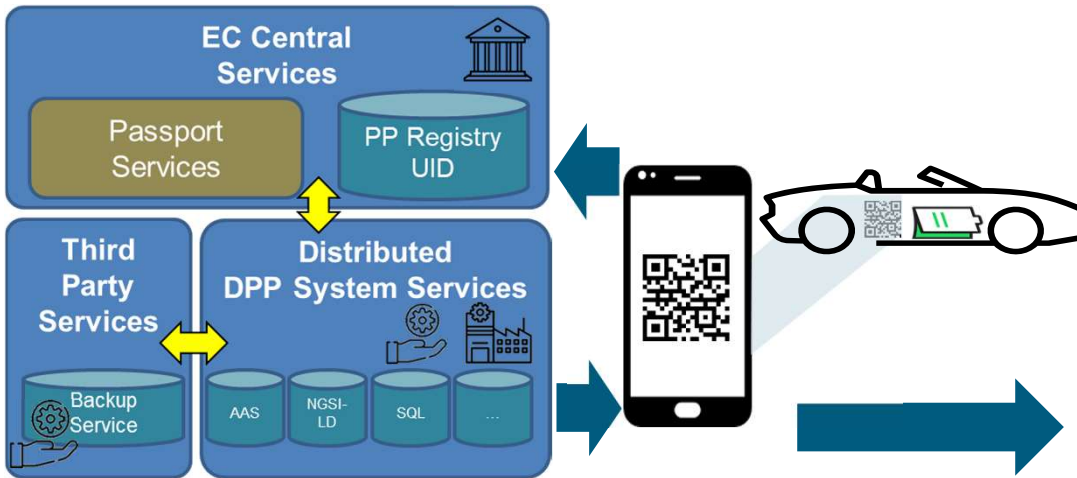 EC Central
Services
Passport
Services
PP Registry
UID
Third
Party
Services
Distributed
DPP System Services
Backup
Service
AAS
NGSI-
LD
SQL
...